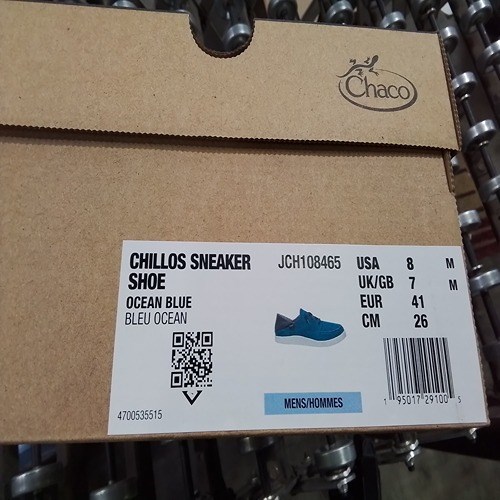 Chaco
CHILLOS SNEAKER
SHOE
OCEAN BLUE
BLEU OCEAN
JCH108465
USA 8 M
UK/GB 7 M
EUR 41
CM 26
MENS/HOMMES
4700535515
1 95017 29100 5